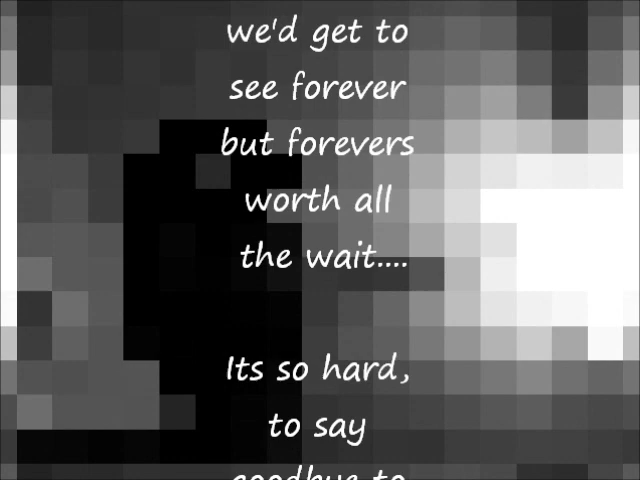 we'd get to
see forever
but forevers
worth all
the wait....
Its so hard,
to say
goodbye to